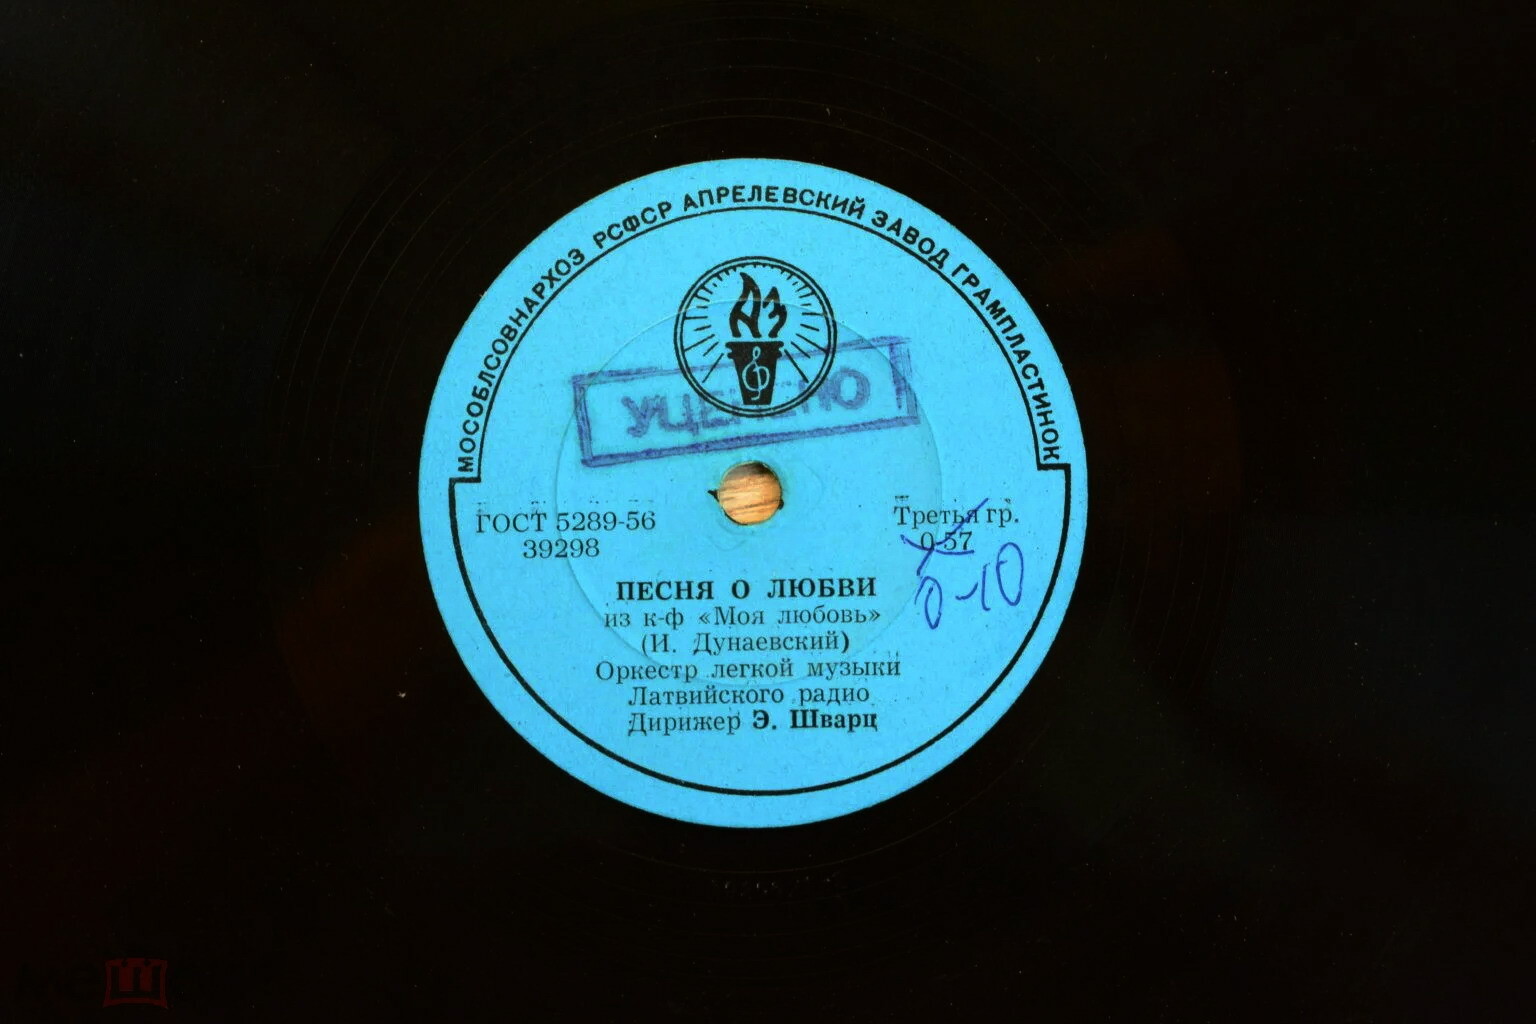 МОСОБЛСОВНАРХОЗ РСФСР АПРЕЛЕВСКИЙ ЗАВОД ГРАМПЛАСТИНОК
АЗ
УЦЕНЕНО
ГОСТ 5289-56
39298
Третья гр.
0-57
0-10
ПЕСНЯ О ЛЮБВИ
из к-ф «Моя любовь»
(И. Дунаевский)
Оркестр легкой музыки
Латвийского радио
Дирижер Э. Шварц